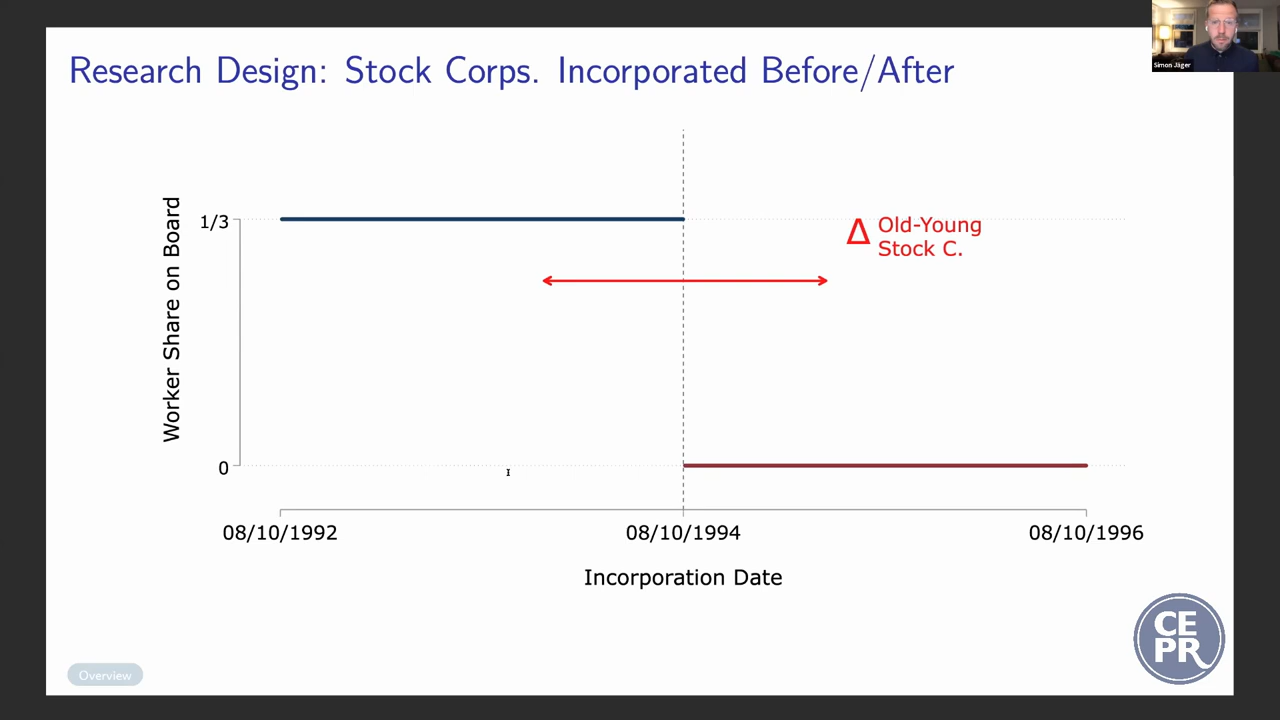 Research Design: Stock Corps. Incorporated Before/After
Simon Jäger
Worker Share on Board
1/3
0
Δ Old-Young
Stock C.
08/10/1992 08/10/1994 08/10/1996
Incorporation Date
Overview
CE
PR